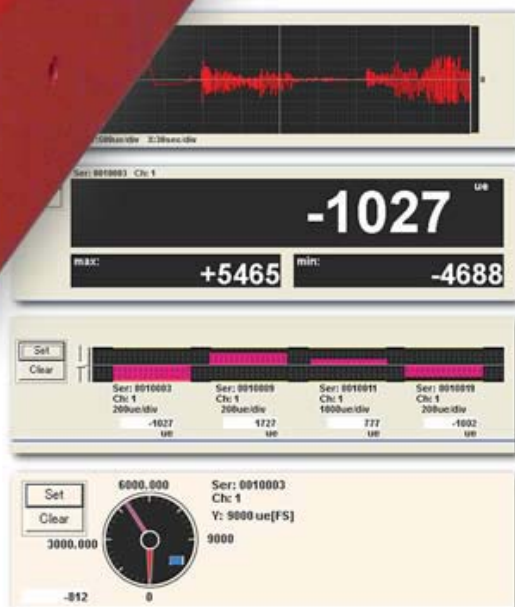 0
500ue/div X:30sec/div
Ser: 0010003 Ch: 1
ue
-1027
max: +5465 min: -4688
Set
Clear
Ser: 0010003 Ser: 0010009 Ser: 0010011 Ser: 0010019
Ch: 1 Ch: 1 Ch: 1 Ch: 1
200ue/div 200ue/div 1000ue/div 200ue/div
-1027 1727 777 -1002
ue ue ue ue
Set
Clear
6000.000
3000.000
9000
0
-812
Ser: 0010003
Ch: 1
Y: 9000 ue[FS]